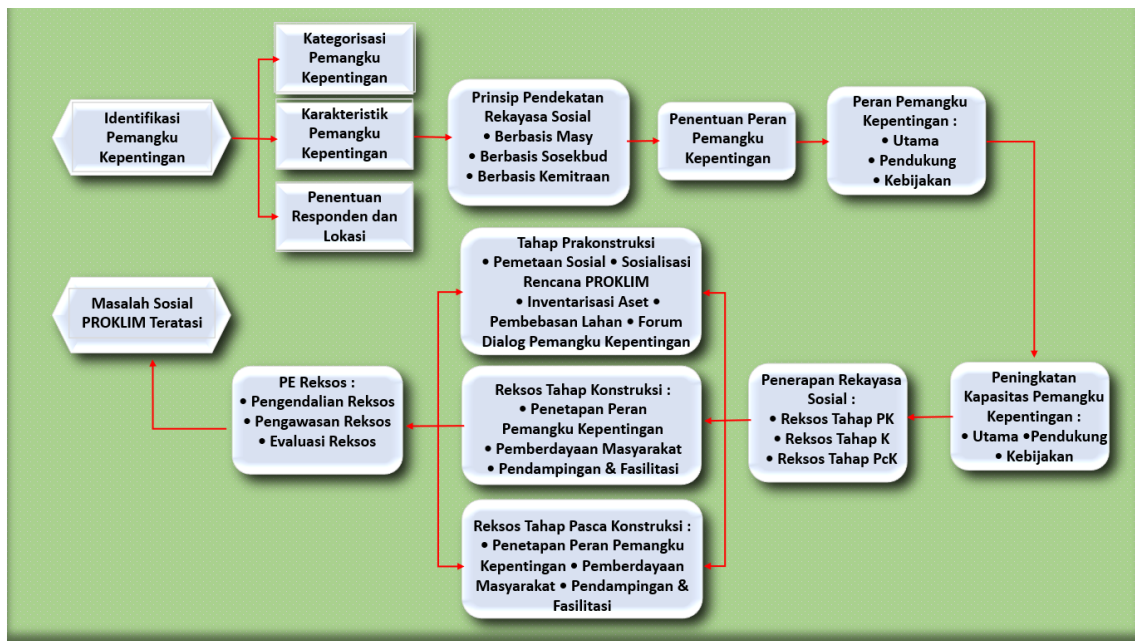 Identifikasi
Pemangku
Kepentingan
Kategorisasi
Pemangku
Kepentingan
Karakteristik
Pemangku
Kepentingan
Penentuan
Responden dan
Lokasi
Prinsip Pendekatan
Rekayasa Sosial
• Berbasis Masy
• Berbasis Sosekbud
• Berbasis Kemitraan
Penentuan Peran
Pemangku
Kepentingan
Peran Pemangku
Kepentingan :
• Utama
• Pendukung
• Kebijakan
Peningkatan
Kapasitas Pemangku
Kepentingan :
• Utama •Pendukung
• Kebijakan
Penerapan Rekayasa
Sosial :
• Reksos Tahap PK
• Reksos Tahap K
• Reksos Tahap PcK
Tahap Prakonstruksi
• Pemetaan Sosial • Sosialisasi
Rencana PROKLIM
• Inventarisasi Aset •
Pembebasan Lahan • Forum
Dialog Pemangku Kepentingan
Reksos Tahap Konstruksi :
• Penetapan Peran
Pemangku Kepentingan
• Pemberdayaan Masyarakat
• Pendampingan & Fasilitasi
Reksos Tahap Pasca Konstruksi :
• Penetapan Peran Pemangku
Kepentingan • Pemberdayaan
Masyarakat • Pendampingan &
Fasilitasi
PE Reksos :
• Pengendalian Reksos
• Pengawasan Reksos
• Evaluasi Reksos
Masalah Sosial
PROKLIM Teratasi